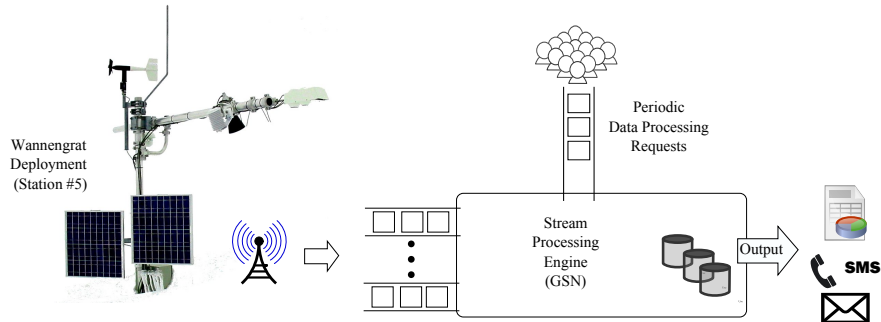 Wannengrat
Deployment
(Station #5)
Periodic
Data Processing
Requests
Stream
Processing
Engine
(GSN)
Output
SMS